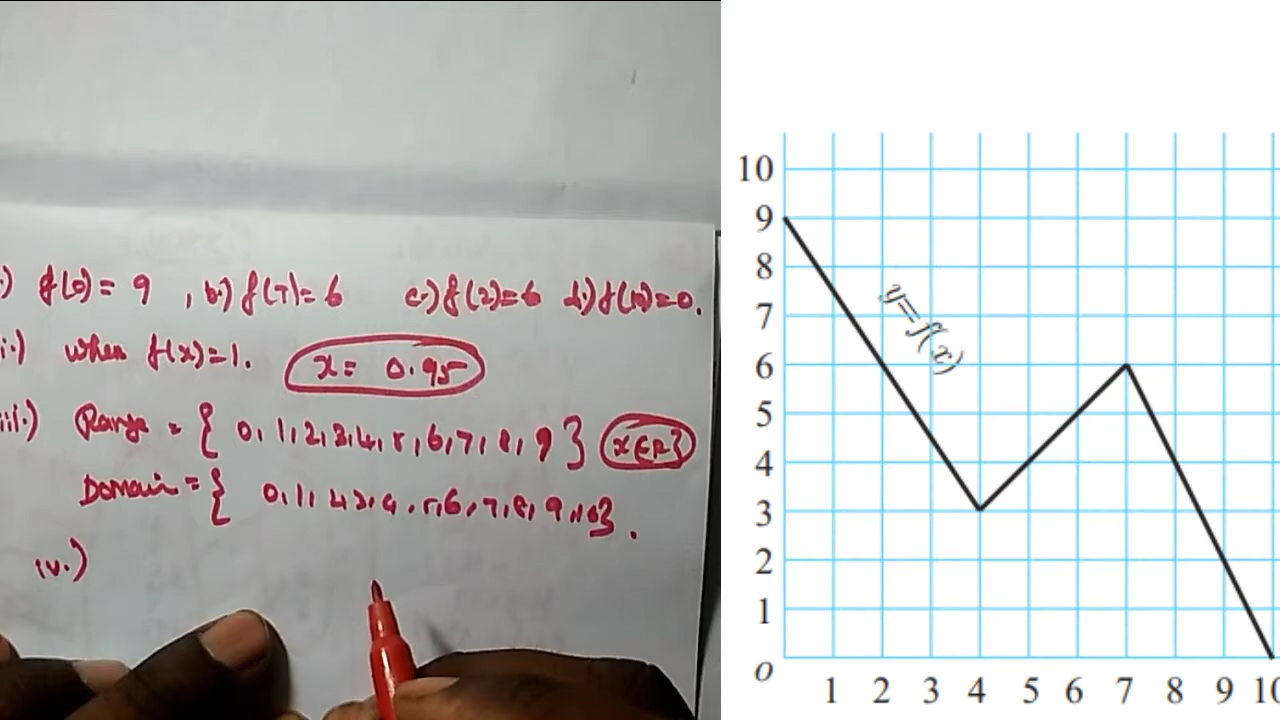 ) f(0) = 9 , b.) f(7)= 6 c.) f(2)=6 d.) f(10)=0.
i.) when f(x)=1. x = 0.95
iii.) Range = { 0, 1, 2, 3, 4, 5, 6, 7, 8, 9 } x∈R}
Domain = { 0, 1, 2, 3, 4, 5, 6, 7, 8, 9, 10}.
iv.)
10
9
8
7
6
5
4
3
2
1
O
1 2 3 4 5 6 7 8 9 10
y=f(x)